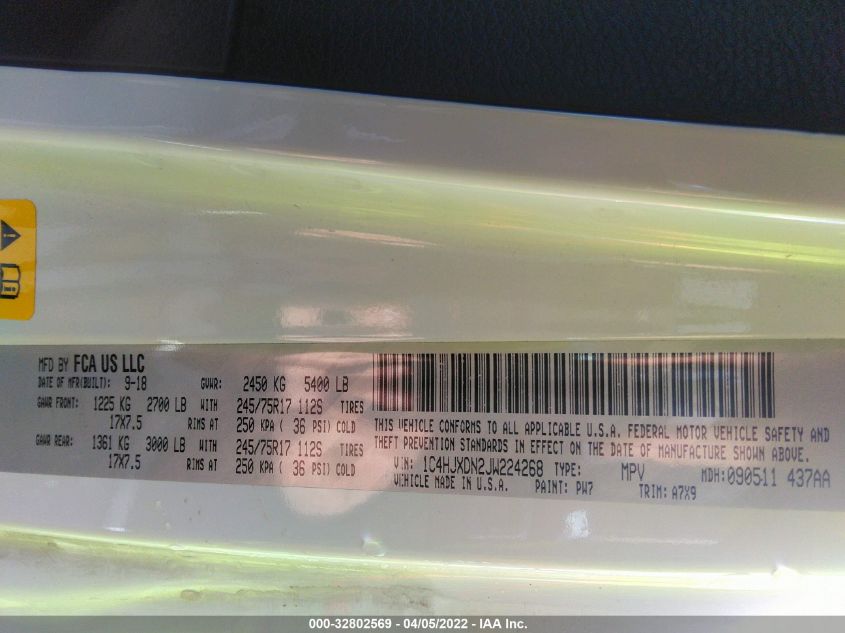 MFD BY FCA US LLC
DATE OF MFR(BUILT): 9-18 GVWR: 2450 KG 5400 LB
GAWR FRONT: 1225 KG 2700 LB WITH 245/75R17 112S TIRES
17X7.5 RIMS AT 250 KPA ( 36 PSI) COLD
GAWR REAR: 1361 KG 3000 LB WITH 245/75R17 112S TIRES
17X7.5 RIMS AT 250 KPA ( 36 PSI) COLD
THIS VEHICLE CONFORMS TO ALL APPLICABLE U.S.A. FEDERAL MOTOR VEHICLE SAFETY AND
THEFT PREVENTION STANDARDS IN EFFECT ON THE DATE OF MANUFACTURE SHOWN ABOVE.
VIN: 1C4HJXDN2JW224268 TYPE: MPV MDH: 090511 437AA
VEHICLE MADE IN U.S.A. PAINT: PW7 TRIM: A7X9
000-32802569 - 04/05/2022 - IAA Inc.